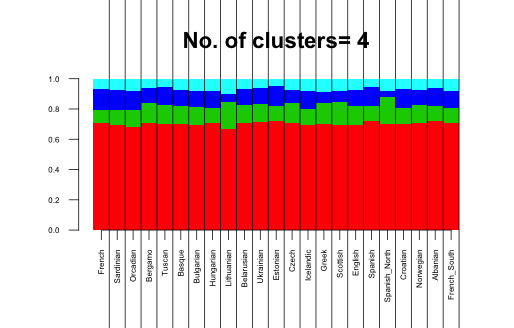 No. of clusters= 4
1.0
0.8
0.6
0.4
0.2
0.0
French
Sardinian
Orcadian
Bergamo
Tuscan
Basque
Bulgarian
Hungarian
Lithuanian
Belarusian
Ukrainian
Estonian
Czech
Icelandic
Greek
Scottish
English
Spanish
Spanish_North
Croatian
Norwegian
Albanian
French_South